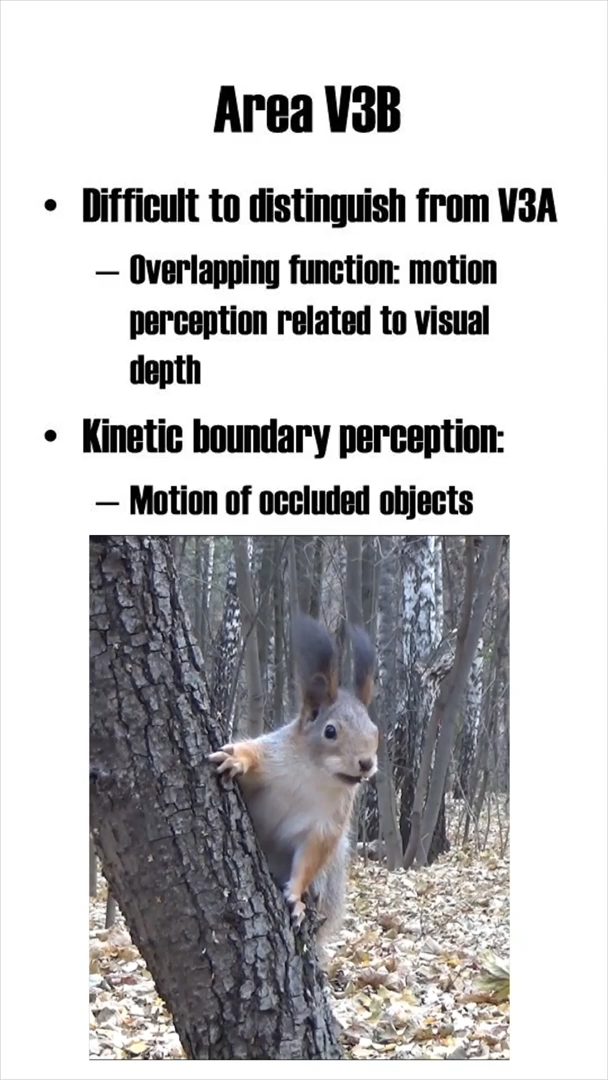 Area V3B
• Difficult to distinguish from V3A
– Overlapping function: motion
perception related to visual
depth
• Kinetic boundary perception:
– Motion of occluded objects